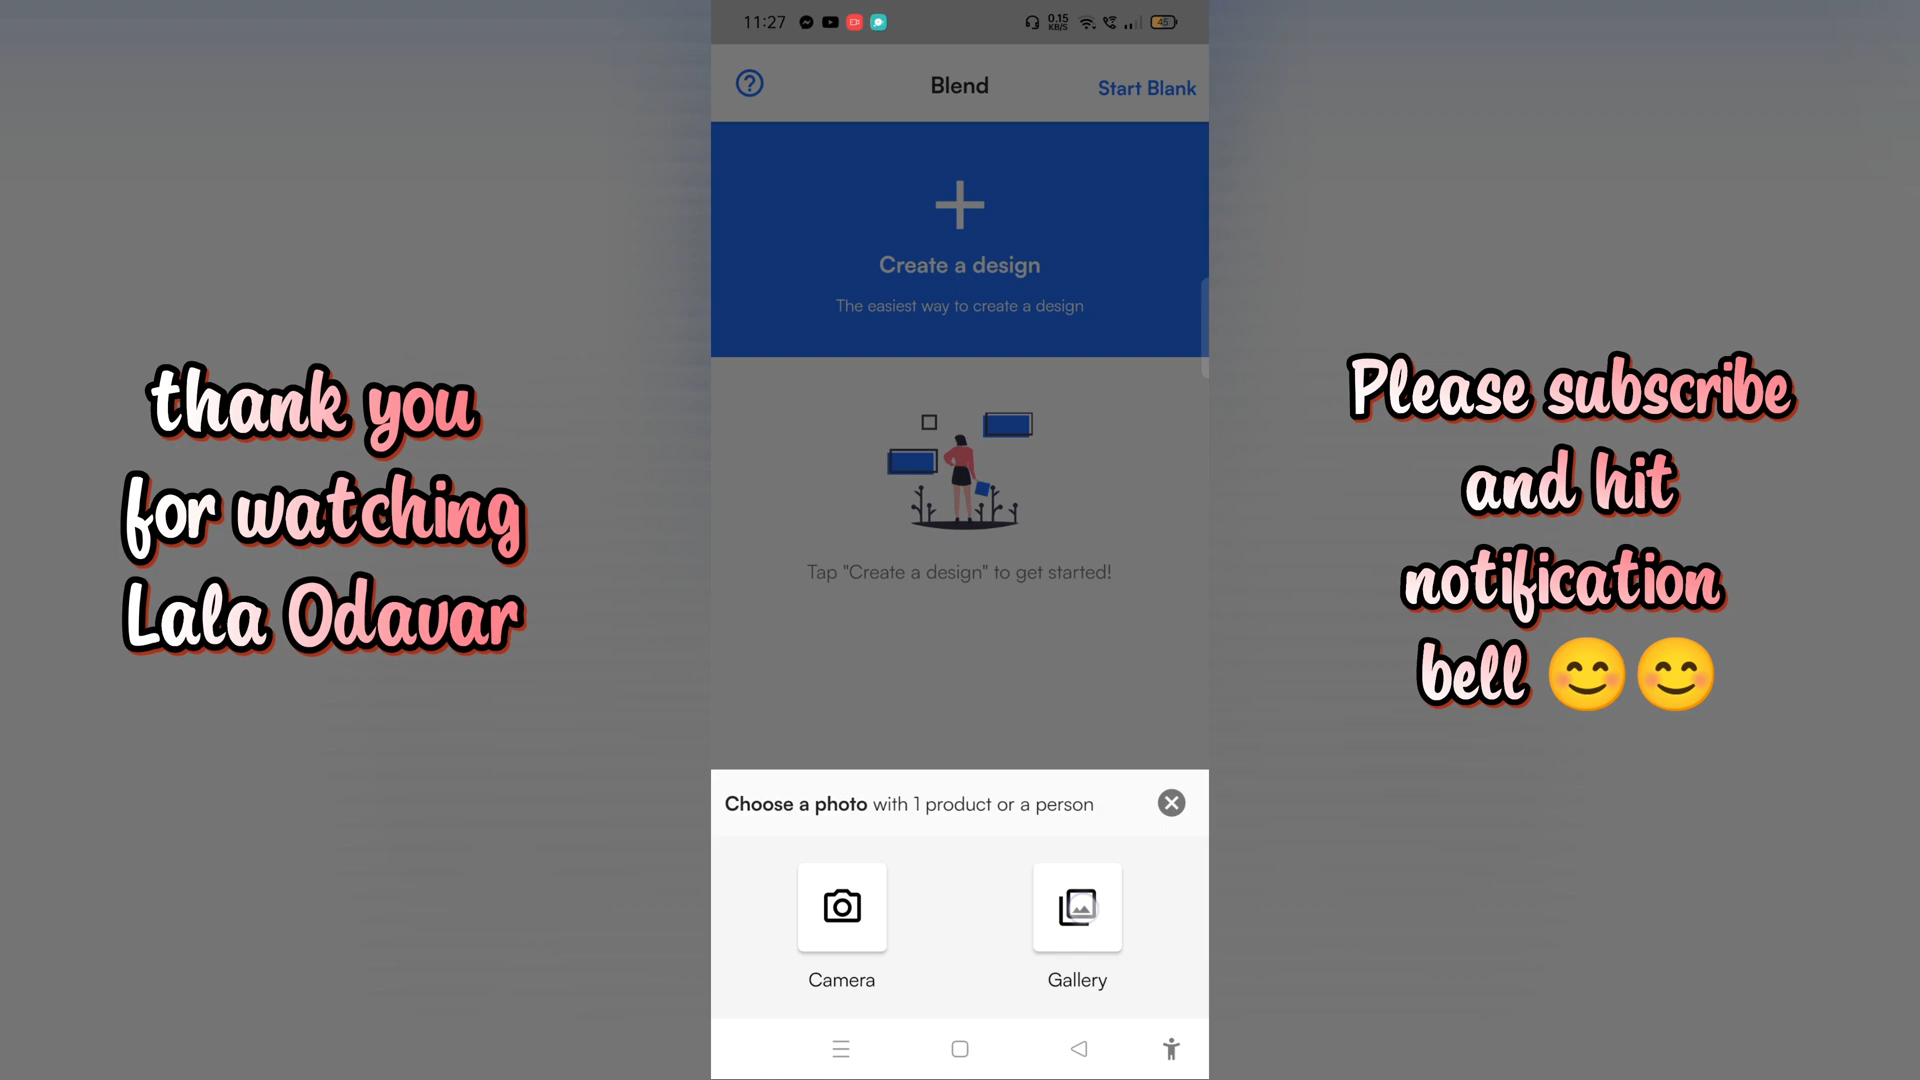 11:27
0.15
KB/S
45
Blend
Start Blank
Create a design
The easiest way to create a design
thank you
for watching
Lala Odavar
Please subscribe
and hit
notification
bell 😊😊
Tap "Create a design" to get started!
Choose a photo with 1 product or a person
Camera
Gallery